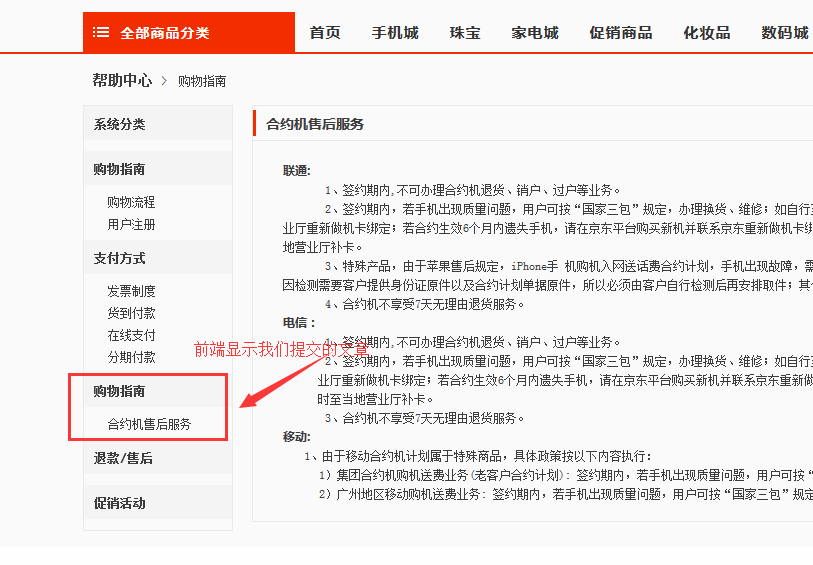 全部商品分类 首页 手机城 珠宝 家电城 促销商品 化妆品 数码城
帮助中心 > 购物指南
系统分类
购物指南
购物流程
用户注册
支付方式
发票制度
货到付款
在线支付
分期付款
购物指南
合约机售后服务
退款/售后
促销活动
合约机售后服务
联通:
1、签约期内,不可办理合约机退货、销户、过户等业务。
2、签约期内，若手机出现质量问题，用户可按“国家三包”规定，办理换货、维修；如自行至
业厅重新做机卡绑定；若合约生效6个月内遗失手机，请在京东平台购买新机并联系京东重新做机卡绑
地营业厅补卡。
3、特殊产品，由于苹果售后规定，iPhone手 机购机入网送话费合约计划，手机出现故障，需
因检测需要客户提供身份证原件以及合约计划单据原件，所以必须由客户自行检测后再安排取件；其
4、合约机不享受7天无理由退货服务。
电信：
1、签约期内,不可办理合约机退货、销户、过户等业务。
前端显示我们提交的文章
2、签约期内，若手机出现质量问题，用户可按“国家三包”规定，办理换货、维修；如自行
业厅重新做机卡绑定；若合约生效6个月内遗失手机，请在京东平台购买新机并联系京东重新做
时至当地营业厅补卡。
3、合约机不享受7天无理由退货服务。
移动:
1、由于移动合约机计划属于特殊商品，具体政策按以下内容执行：
1）集团合约机购机送费业务(老客户合约计划)：签约期内，若手机出现质量问题，用户可按“
2）广州地区移动购机送费业务：签约期内，若手机出现质量问题，用户可按“国家三包”规定